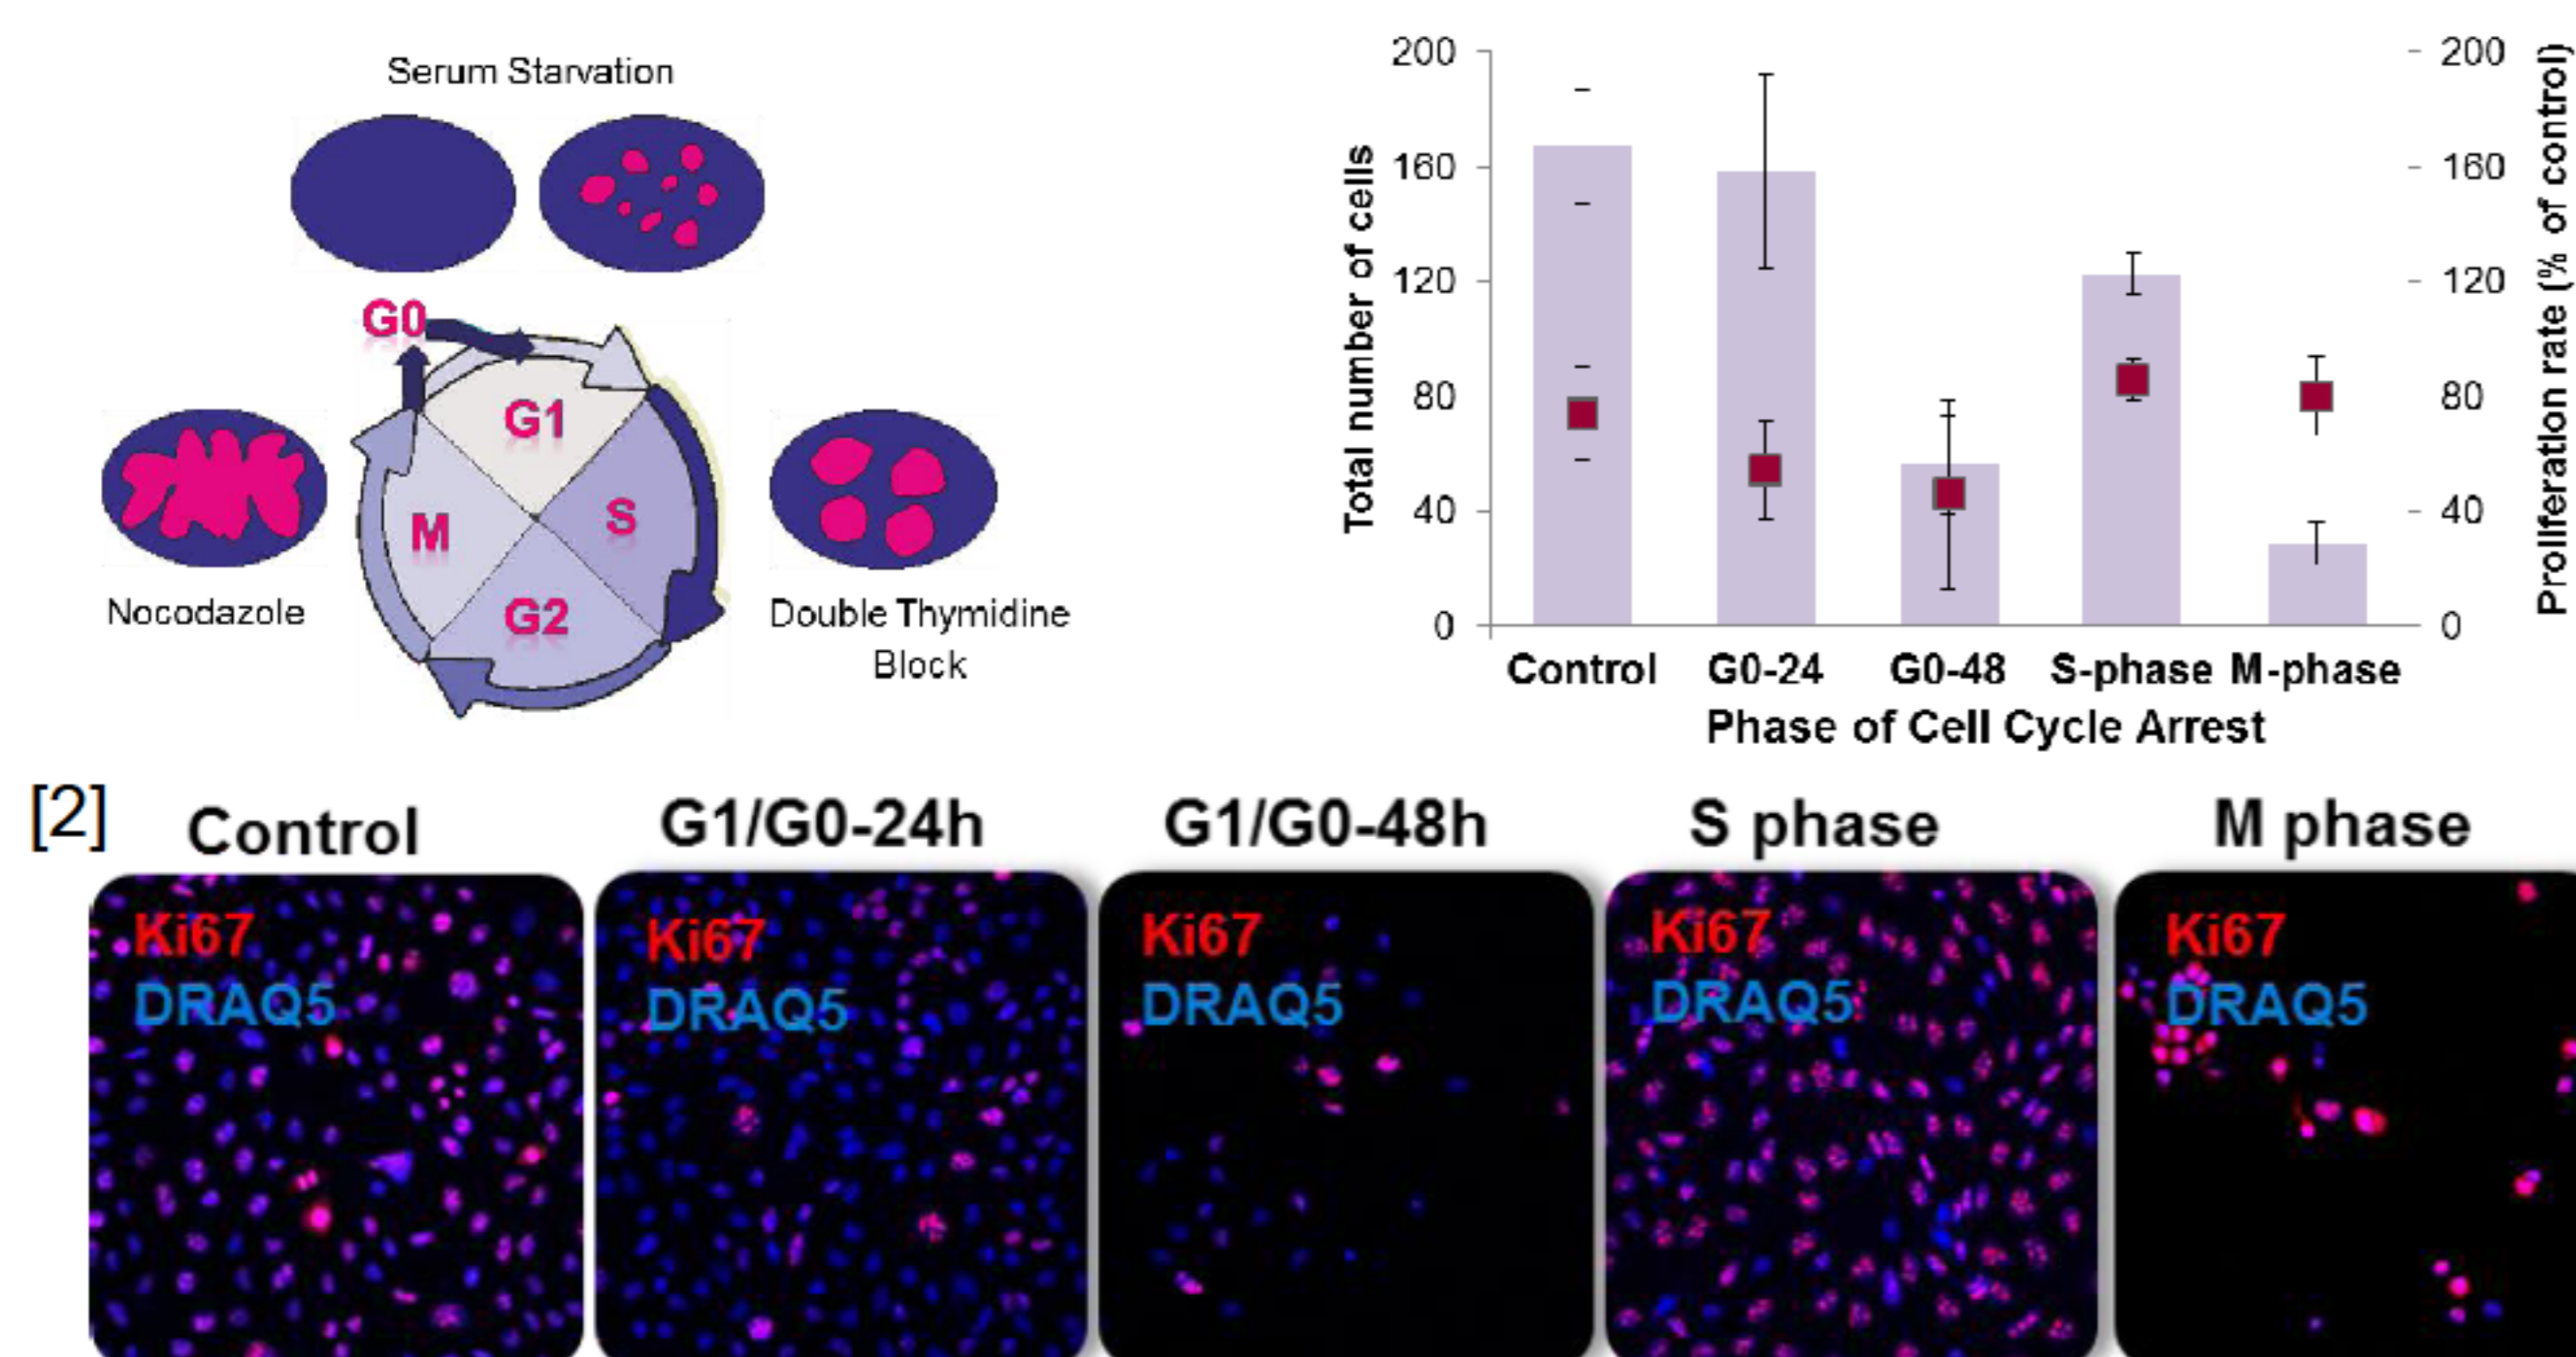 Serum Starvation
G0
G1
S
G2
M
Nocodazole
Double Thymidine
Block
Total number of cells
200
160
120
80
40
0
200
160
120
80
40
0
Proliferation rate (% of control)
Control G0-24 G0-48 S-phase M-phase
Phase of Cell Cycle Arrest
[2]
Control G1/G0-24h G1/G0-48h S phase M phase
Ki67 Ki67 Ki67 Ki67 Ki67
DRAQ5 DRAQ5 DRAQ5 DRAQ5 DRAQ5